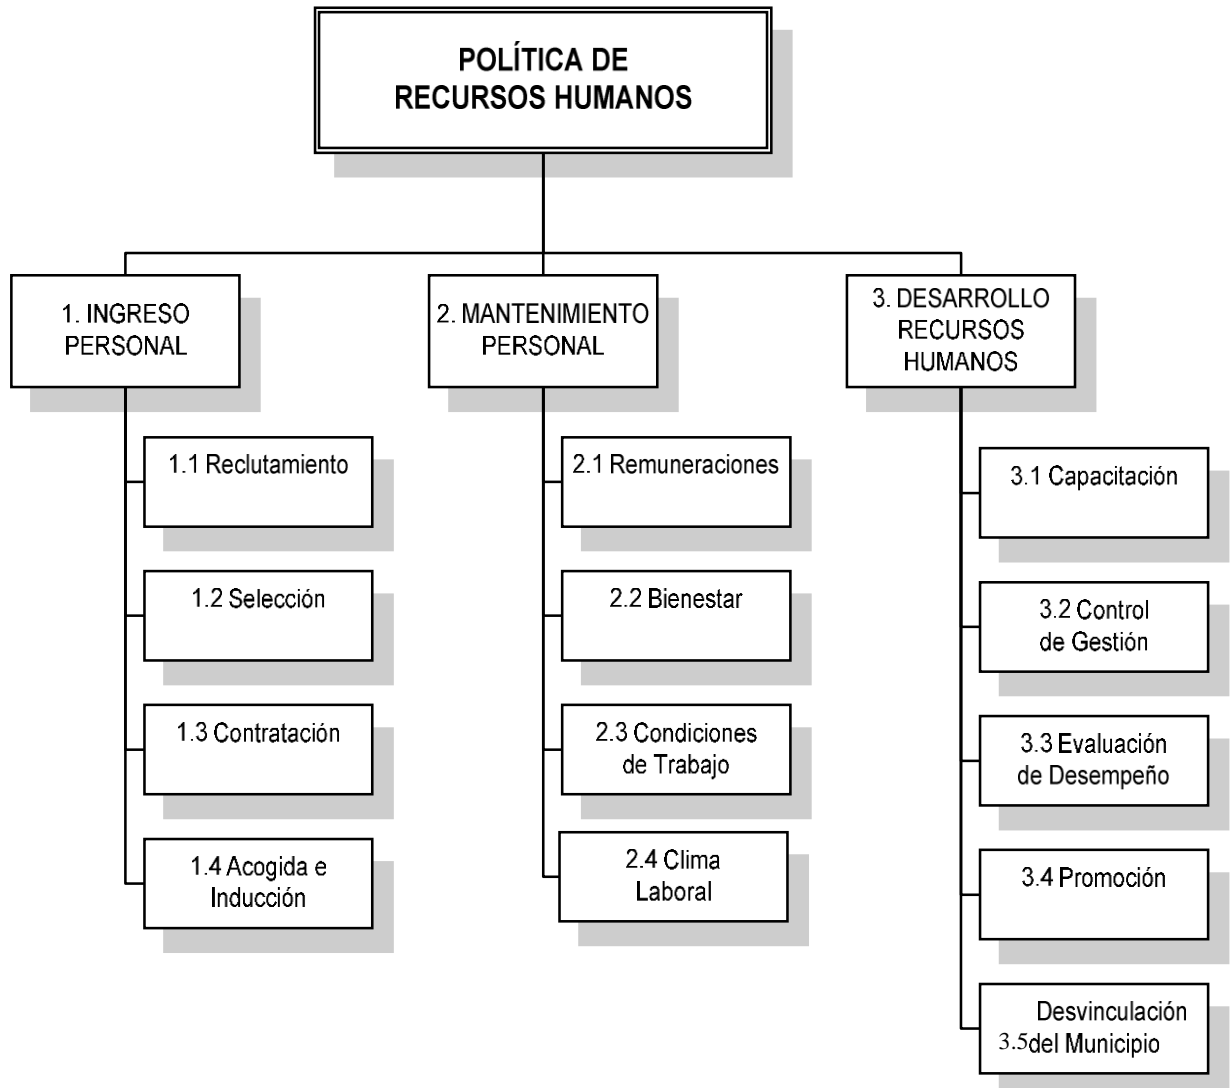 POLÍTICA DE
RECURSOS HUMANOS
1. INGRESO
PERSONAL
1.1 Reclutamiento
1.2 Selección
1.3 Contratación
1.4 Acogida e
Inducción
2. MANTENIMIENTO
PERSONAL
2.1 Remuneraciones
2.2 Bienestar
2.3 Condiciones
de Trabajo
2.4 Clima
Laboral
3. DESARROLLO
RECURSOS
HUMANOS
3.1 Capacitación
3.2 Control
de Gestión
3.3 Evaluación
de Desempeño
3.4 Promoción
Desvinculación
3.5del Municipio